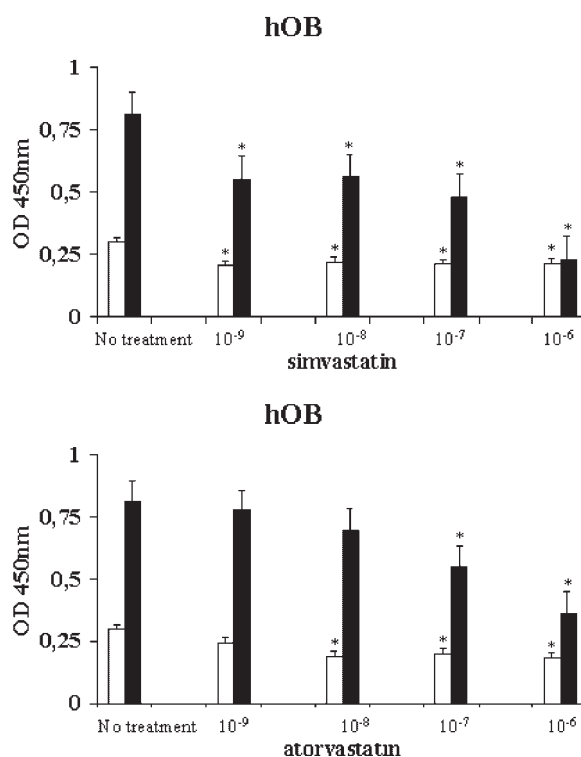 hOB
1
0,75
0,5
0,25
0
OD 450nm
* * * * * * * *
No treatment 10⁻⁹ 10⁻⁸ 10⁻⁷ 10⁻⁶
simvastatin
hOB
1
0,75
0,5
0,25
0
OD 450nm
* * * * *
No treatment 10⁻⁹ 10⁻⁸ 10⁻⁷ 10⁻⁶
atorvastatin